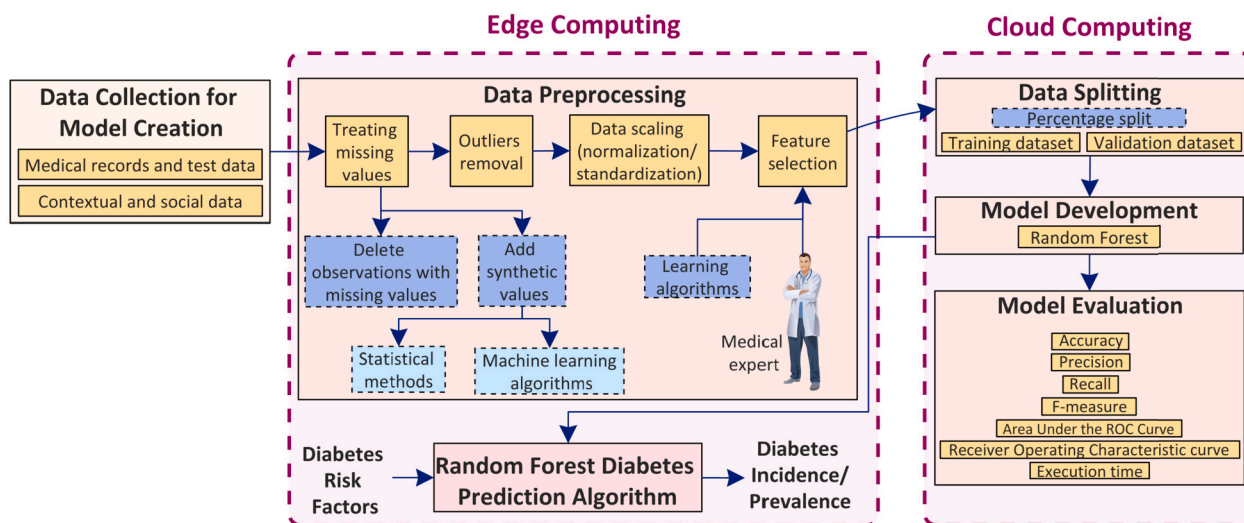 Edge Computing
Cloud Computing
Data Collection for
Model Creation
Medical records and test data
Contextual and social data
Data Preprocessing
Treating
missing
values
Outliers
removal
Data scaling
(normalization/
standardization)
Feature
selection
Delete
observations with
missing values
Add
synthetic
values
Learning
algorithms
Statistical
methods
Machine learning
algorithms
Medical
expert
Diabetes
Risk
Factors
Random Forest Diabetes
Prediction Algorithm
Diabetes
Incidence/
Prevalence
Data Splitting
Percentage split
Training dataset
Validation dataset
Model Development
Random Forest
Model Evaluation
Accuracy
Precision
Recall
F-measure
Area Under the ROC Curve
Receiver Operating Characteristic curve
Execution time